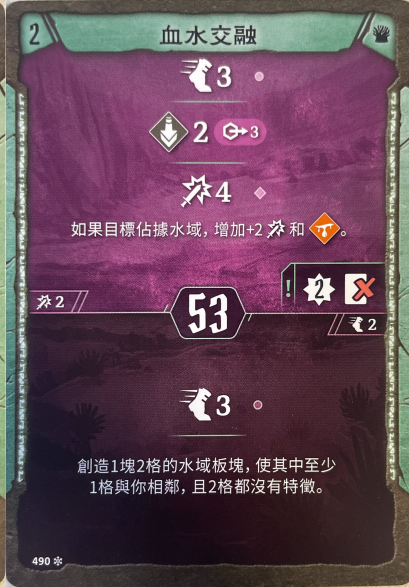 2 血水交融
3
2 3
4
如果目標佔據水域, 增加+2 和 。
! 2
2
53
2
3
創造1塊2格的水域板塊, 使其中至少
1格與你相鄰, 且2格都沒有特徵。
490